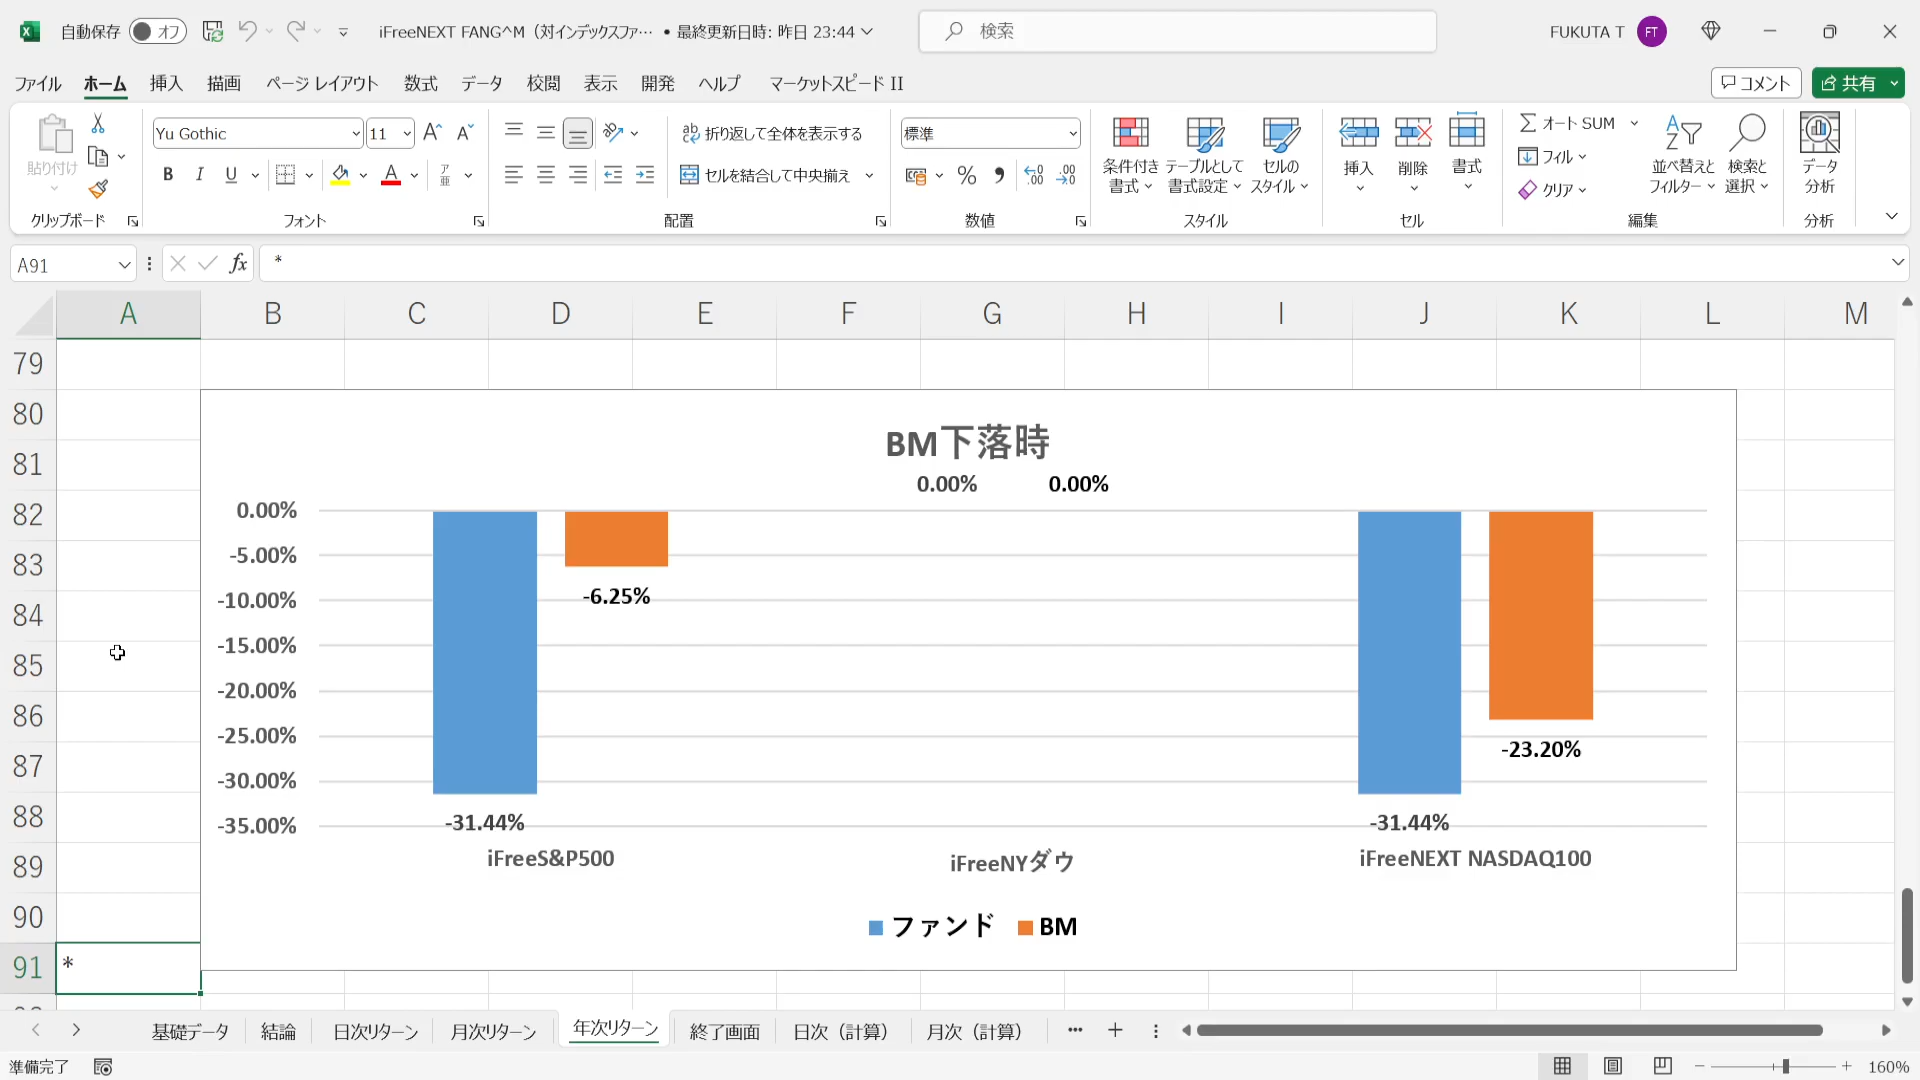 自動保存 オフ iFreeNEXT FANG^M（対インデックスファ… • 最終更新日時: 昨日 23:44 検索 FUKUTA T FT
ファイル ホーム 挿入 描画 ページ レイアウト 数式 データ 校閲 表示 開発 ヘルプ マーケットスピード II コメント 共有
貼り付け Yu Gothic 11 折り返して全体を表示する 標準 条件付き書式 テーブルとして書式設定 セルのスタイル 挿入 削除 書式 オート SUM 並べ替えとフィルター 検索と選択 データ分析
B I U A ア亜 セルを結合して中央揃え % フィル クリア
クリップボード フォント 配置 数値 スタイル セル 編集 分析
A91 fx *
A B C D E F G H I J K L M
79
80
81
82
83
84
85
86
87
88
89
90
91 *
BM下落時
0.00% 0.00%
0.00%
-5.00%
-10.00%
-15.00%
-20.00%
-25.00%
-30.00%
-35.00%
-6.25%
-23.20%
-31.44% -31.44%
iFreeS&P500 iFreeNYダウ iFreeNEXT NASDAQ100
ファンド BM
基礎データ 結論 日次リターン 月次リターン 年次リターン 終了画面 日次（計算） 月次（計算） … +
準備完了 160%